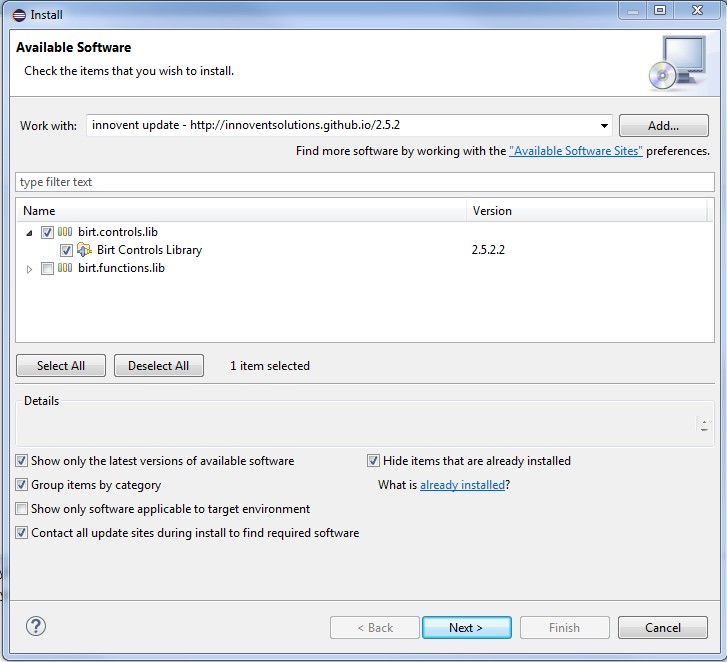 Install
Available Software
Check the items that you wish to install.
Work with: innovent update - http://innoventsolutions.github.io/2.5.2 Add...
Find more software by working with the "Available Software Sites" preferences.
type filter text
Name Version
birt.controls.lib
Birt Controls Library 2.5.2.2
birt.functions.lib
Select All Deselect All 1 item selected
Details
Show only the latest versions of available software Hide items that are already installed
Group items by category What is already installed?
Show only software applicable to target environment
Contact all update sites during install to find required software
? < Back Next > Finish Cancel